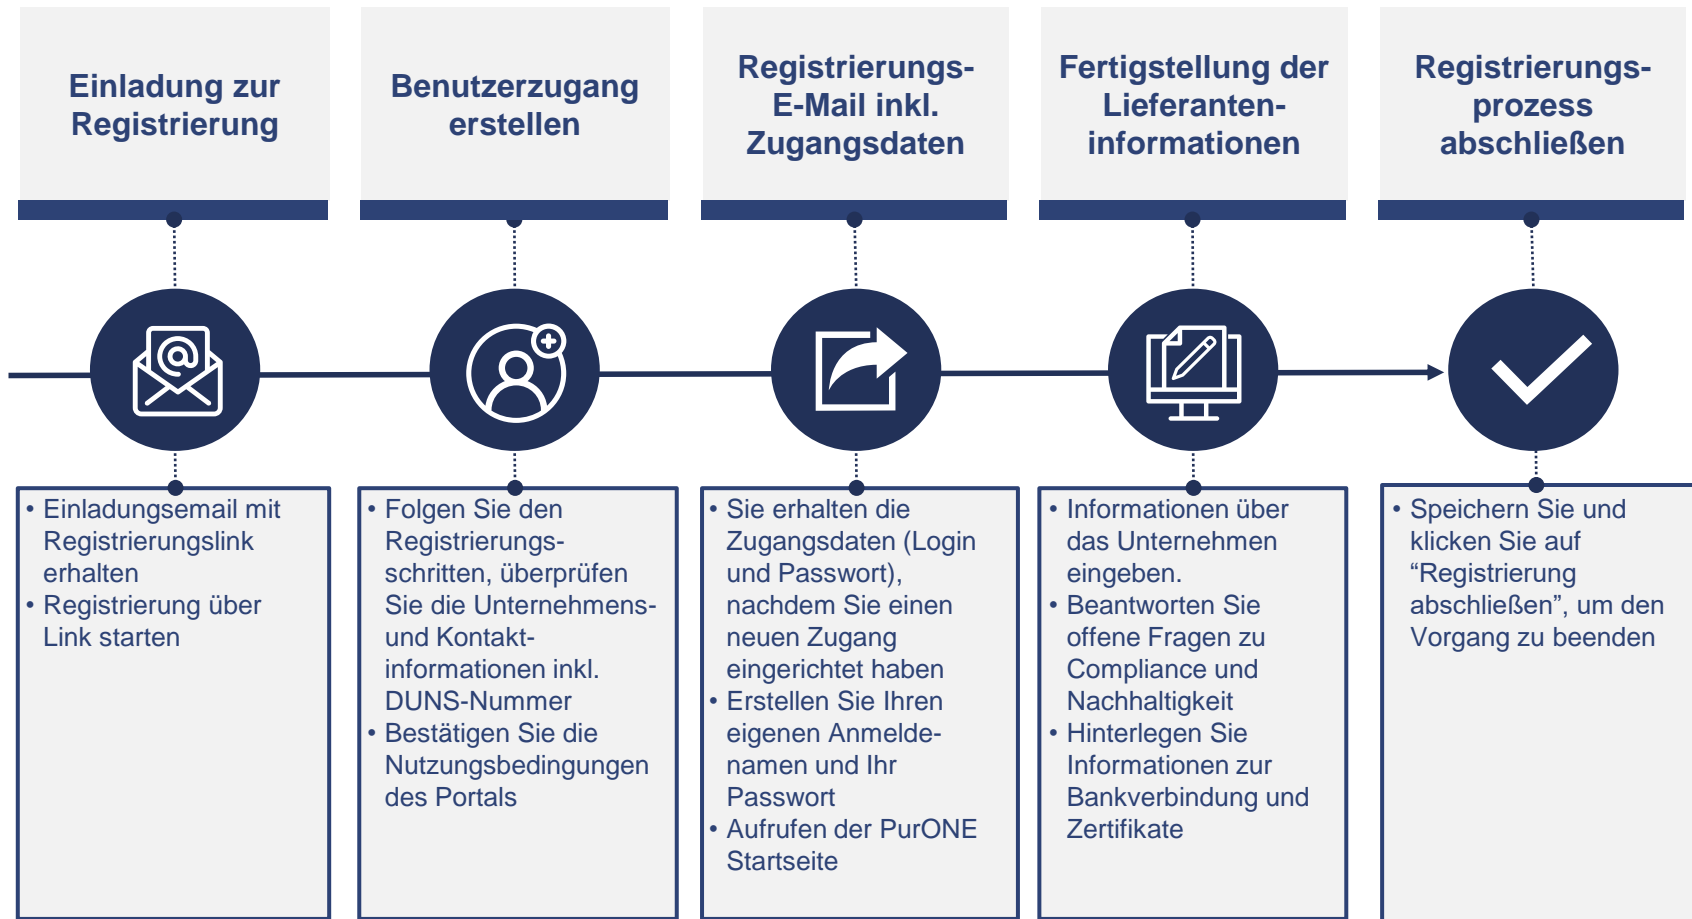 Einladung zur
Registrierung
Benutzerzugang
erstellen
Registrierungs-
E-Mail inkl.
Zugangsdaten
Fertigstellung der
Lieferanten-
informationen
Registrierungs-
prozess
abschließen
• Einladungsemail mit
Registrierungslink
erhalten
• Registrierung über
Link starten
• Folgen Sie den
Registrierungs-
schritten, überprüfen
Sie die Unternehmens-
und Kontakt-
informationen inkl.
DUNS-Nummer
• Bestätigen Sie die
Nutzungsbedingungen
des Portals
• Sie erhalten die
Zugangsdaten (Login
und Passwort),
nachdem Sie einen
neuen Zugang
eingerichtet haben
• Erstellen Sie Ihren
eigenen Anmelde-
namen und Ihr
Passwort
• Aufrufen der PurONE
Startseite
• Informationen über
das Unternehmen
eingeben.
• Beantworten Sie
offene Fragen zu
Compliance und
Nachhaltigkeit
• Hinterlegen Sie
Informationen zur
Bankverbindung und
Zertifikate
• Speichern Sie und
klicken Sie auf
“Registrierung
abschließen”, um den
Vorgang zu beenden